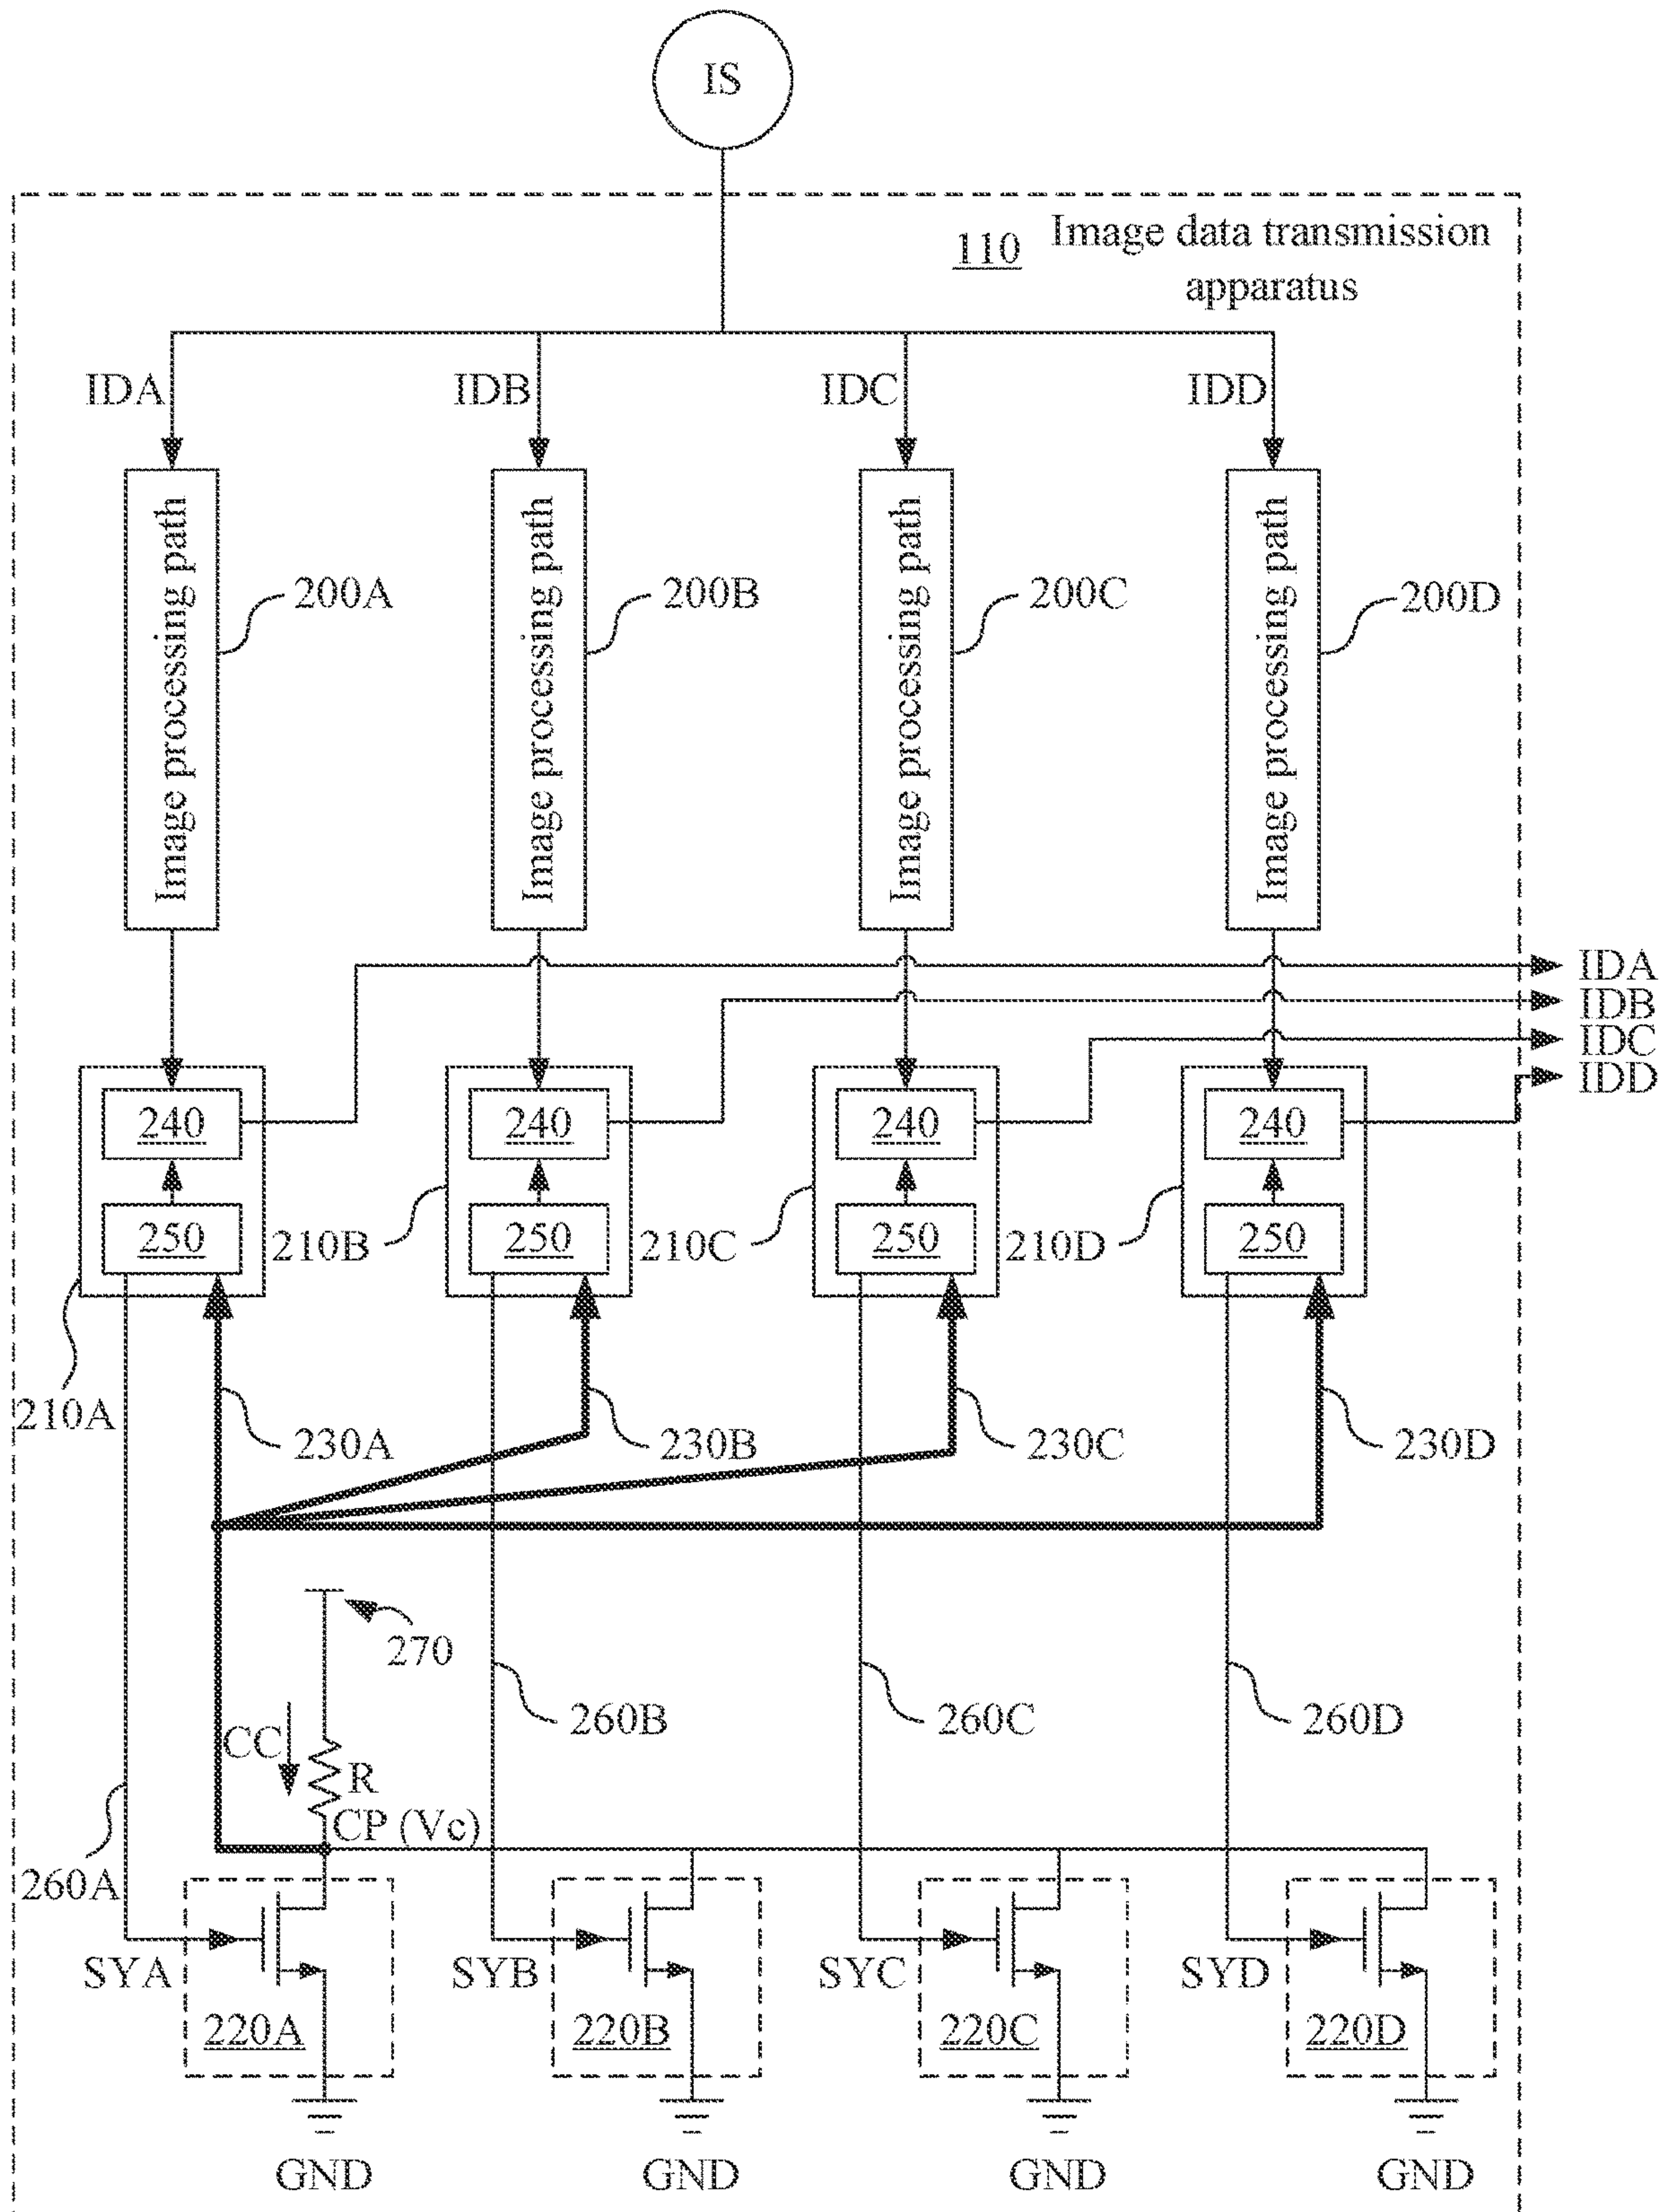 IS
110 Image data transmission
apparatus
IDA IDB IDC IDD
Image processing path
Image processing path
Image processing path
Image processing path
200A 200B 200C 200D
IDA
IDB
IDC
IDD
240 240 240 240
250 210B 250 210C 250 210D 250
210A 230A 230B 230C 230D
270
260B 260C 260D
CC R
CP (Vc)
260A
SYA SYB SYC SYD
220A 220B 220C 220D
GND GND GND GND